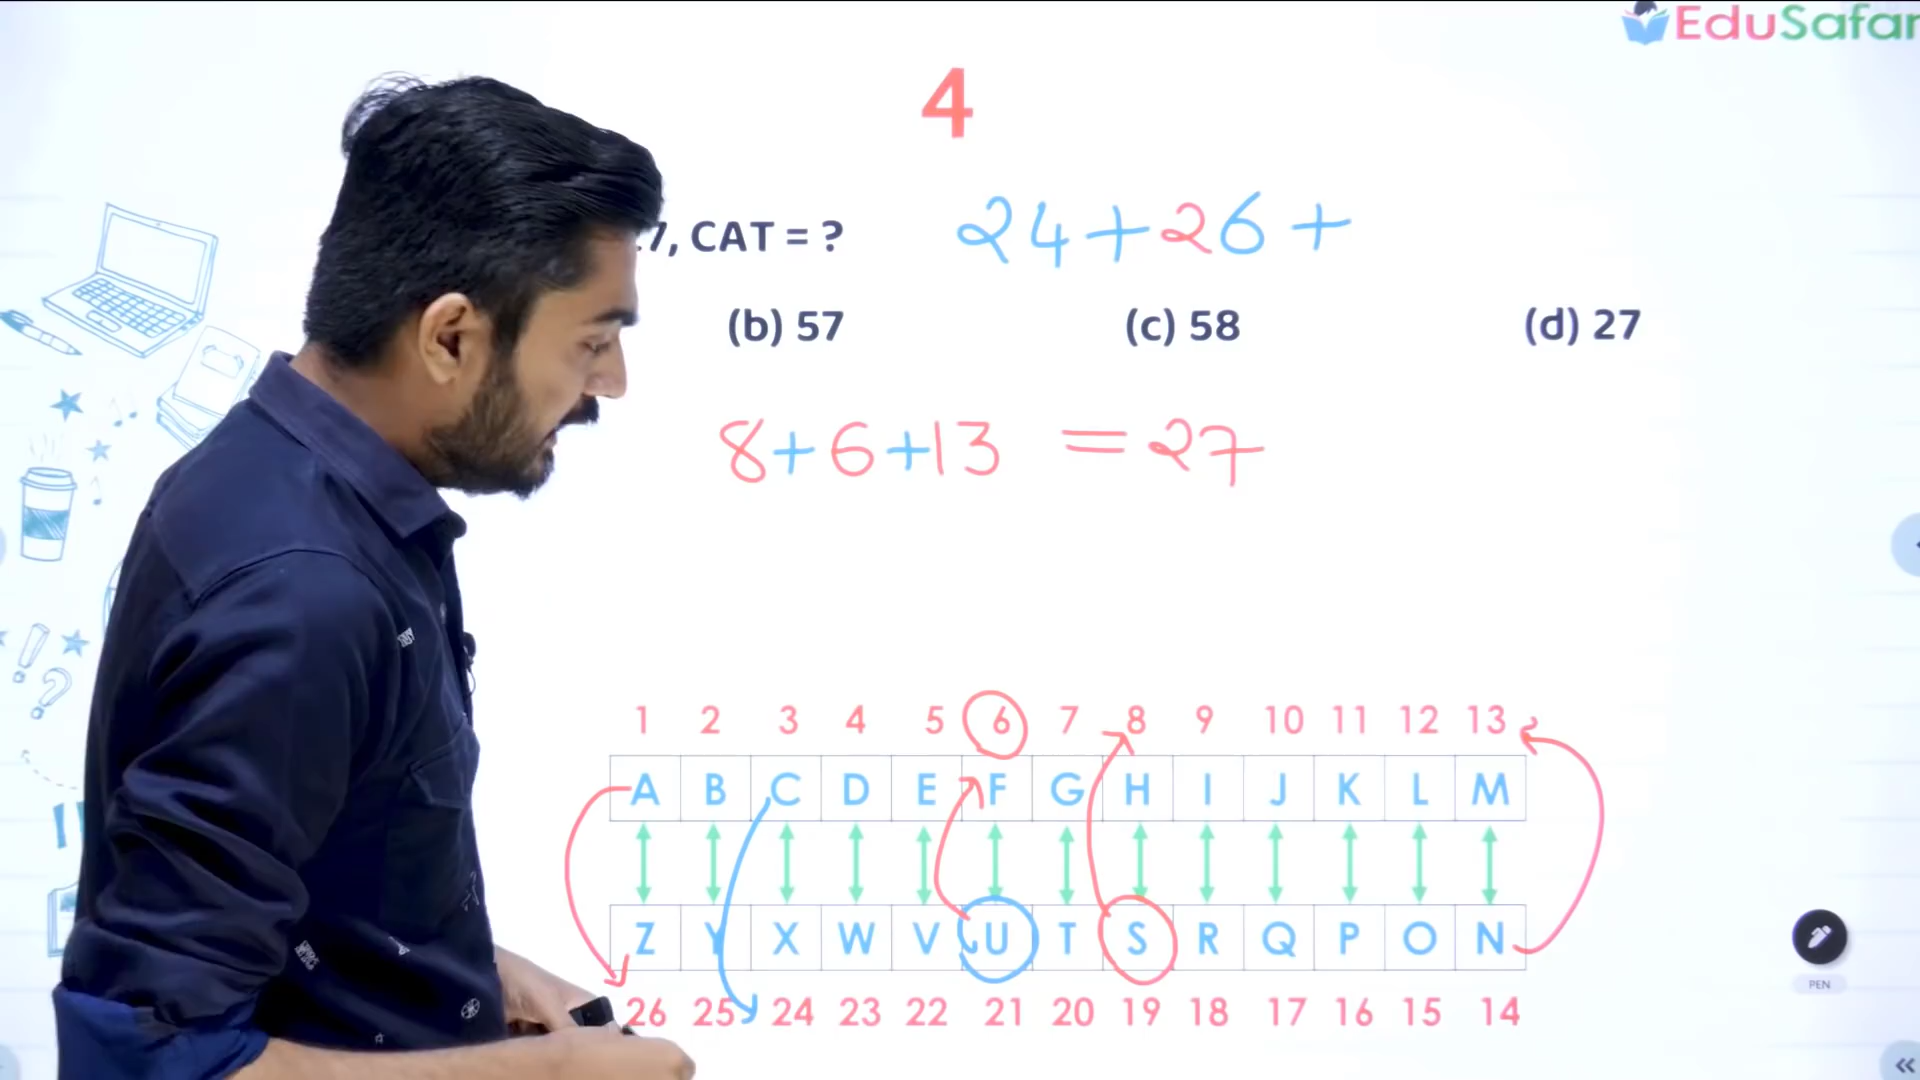 EduSafar
4
7, CAT = ? 24+26+
(b) 57 (c) 58 (d) 27
8+6+13 = 27
1 2 3 4 5 6 7 8 9 10 11 12 13
A B C D E F G H I J K L M
Z Y X W V U T S R Q P O N
26 25 24 23 22 21 20 19 18 17 16 15 14
PEN